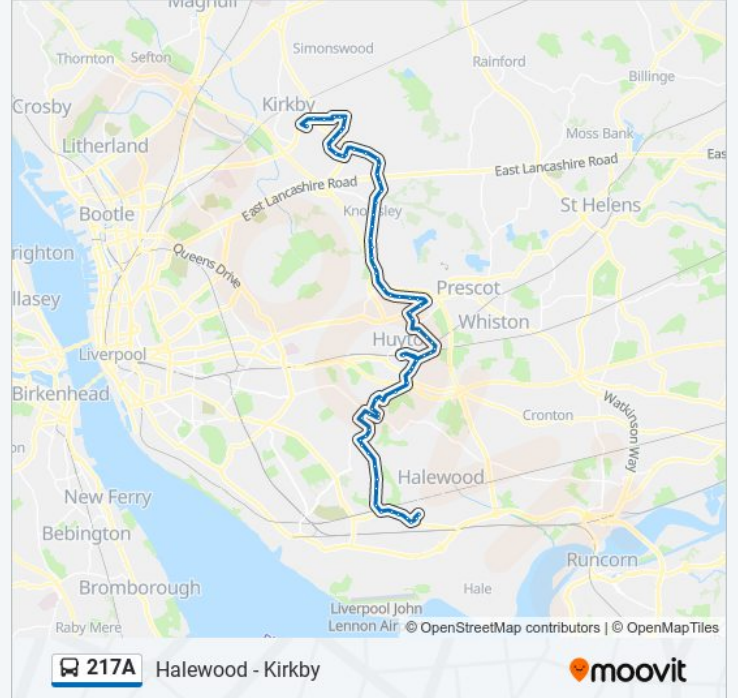 Maghull
Simonswood
Thornton
Sefton
Rainford
Billinge
Crosby
Kirkby
Litherland
Moss Bank
East Lancashire Road
Eas
East Lancashire Road
Bootle
Knowsley
St Helens
righton
Queens Drive
llasey
Prescot
Whiston
Huyton
Liverpool
Birkenhead
Watkinson Way
Cronton
on
Halewood
New Ferry
Bebington
Runcorn
Bromborough
Hale
Liverpool John
Lennon Air
Raby Mere
© OpenStreetMap contributors | © OpenMapTiles
217A Halewood - Kirkby
moovit